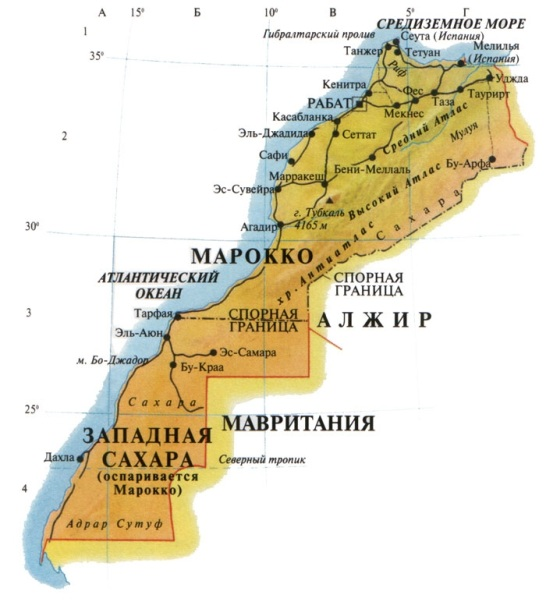 А 15° Б 10° В 5° Г
1
35°
2
30°
3
25°
4
СРЕДИЗЕМНОЕ МОРЕ
Гибралтарский пролив
Сеута (Испания)
Танжер
Тетуан
Мелилья
(Испания)
Риф
Уджда
Кенитра
Фес
РАБАТ
Таза
Таурирт
Мекнес
Касабланка
Средний Атлас
Эль-Джадида
Сеттат
Мулуя
Сафи
Бени-Меллаль
Бу-Арфа
Марракеш
Эс-Сувейра
Высокий Атлас
г. Тубкаль
4165 м
Сахара
Агадир
хр. Антиатлас
МАРОККО
АТЛАНТИЧЕСКИЙ
ОКЕАН
СПОРНАЯ
ГРАНИЦА
Тарфая
СПОРНАЯ
ГРАНИЦА
АЛЖИР
Эль-Аюн
Эс-Самара
м. Бо-Джадор
Бу-Краа
Сахара
МАВРИТАНИЯ
ЗАПАДНАЯ
САХАРА
(оспаривается
Марокко)
Дахла
Северный тропик
Адрар Сутуф